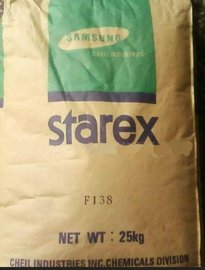 SAMSUNG
CHEIL INDUSTRIES
starex
F138
NET WT : 25kg
CHEIL INDUSTRIES INC. CHEMICALS DIVISION